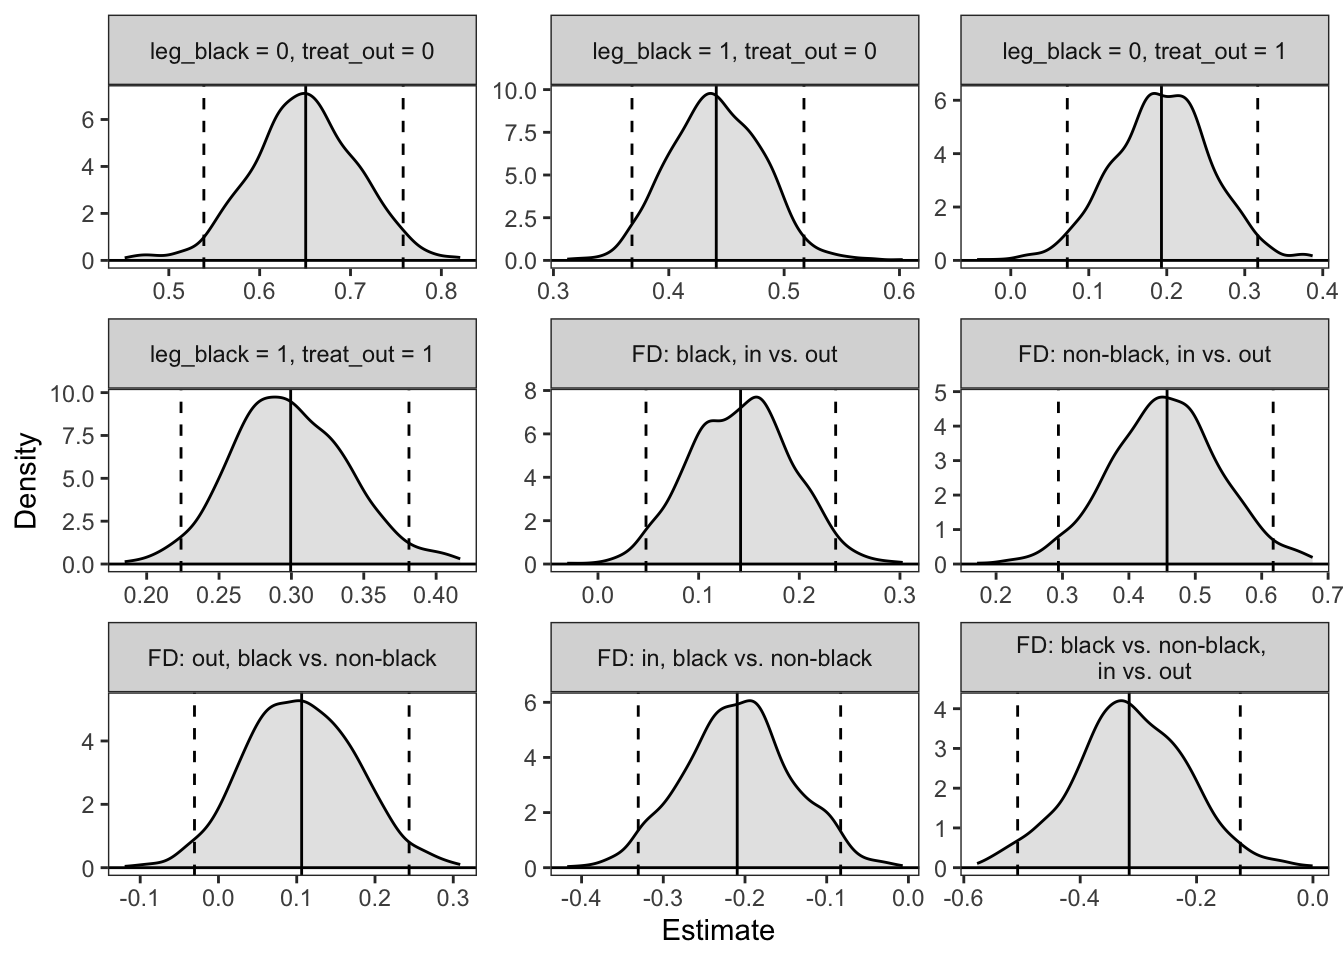 leg_black = 0, treat_out = 0
leg_black = 1, treat_out = 0
leg_black = 0, treat_out = 1
6
4
2
0
0.5 0.6 0.7 0.8
10.0
7.5
5.0
2.5
0.0
0.3 0.4 0.5 0.6
6
4
2
0
0.0 0.1 0.2 0.3 0.4
leg_black = 1, treat_out = 1
FD: black, in vs. out
FD: non-black, in vs. out
10.0
7.5
5.0
2.5
0.0
0.20 0.25 0.30 0.35 0.40
8
6
4
2
0
0.0 0.1 0.2 0.3
5
4
3
2
1
0
0.2 0.3 0.4 0.5 0.6 0.7
FD: out, black vs. non-black
FD: in, black vs. non-black
FD: black vs. non-black,
in vs. out
4
2
0
-0.1 0.0 0.1 0.2 0.3
6
4
2
0
-0.4 -0.3 -0.2 -0.1 0.0
4
3
2
1
0
-0.6 -0.4 -0.2 0.0
Density
Estimate